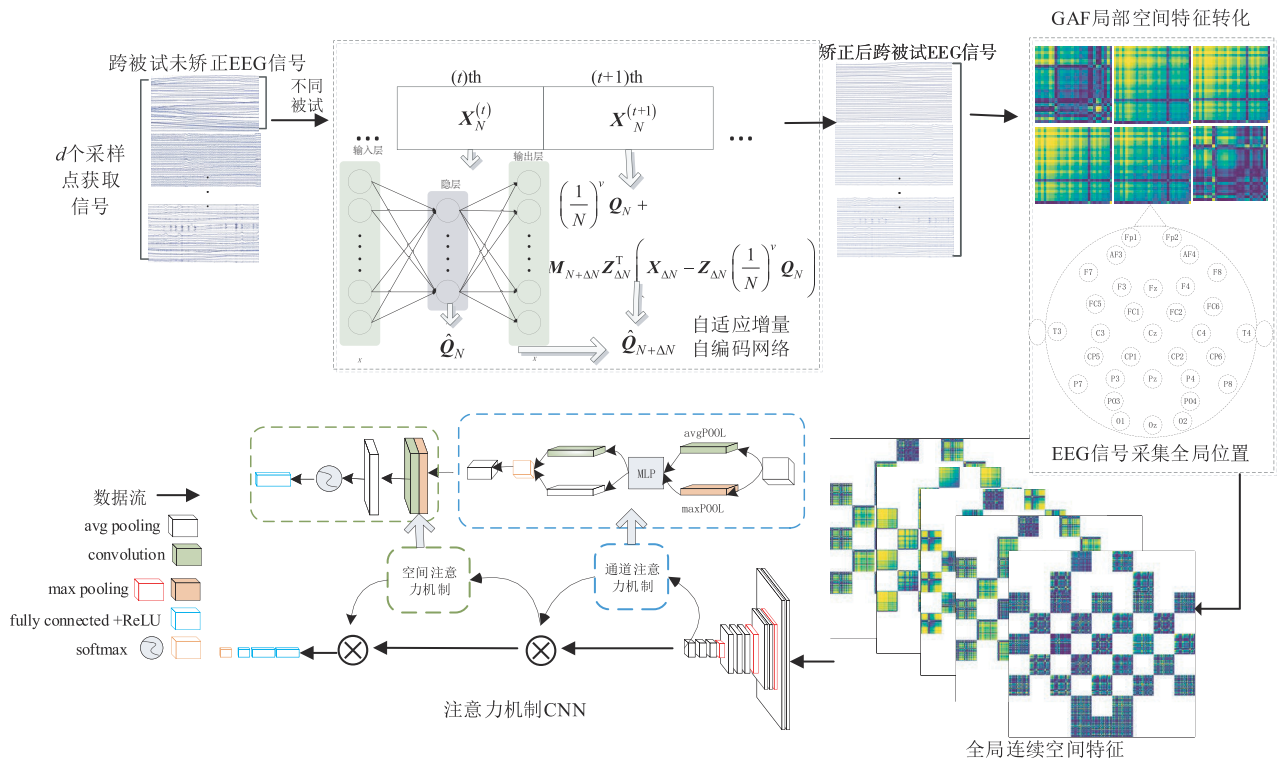 GAF局部空间特征转化
跨被试未矫正EEG信号
不同
被试
d个采样
点获取
信号
(t)th
(t+1)th
X_N^{(t)}
X_N^{(t+1)}
...
...
输入层
隐层
输出层
(1/N)^v Q_N +
M_{N+ΔN} Z_{ΔN}^T ( X_{ΔN} − Z_{ΔN} (1/N)^v Q_N )
Q̂_N
Q̂_{N+ΔN}
x
x
自适应增量
自编码网络
矫正后跨被试EEG信号
Fp1 Fp2
AF3 AF4
F7 F3 Fz F4 F8
FC5 FC1 FC2 FC6
T3 C3 Cz C4 T4
CP5 CP1 CP2 CP6
P7 P3 Pz P4 P8
PO3 PO4
O1 Oz O2
EEG信号采集全局位置
avgPOOL
MLP
maxPOOL
数据流
avg pooling
convolution
max pooling
fully connected +ReLU
softmax
空间注意
力机制
通道注意
力机制
注意力机制CNN
全局连续空间特征